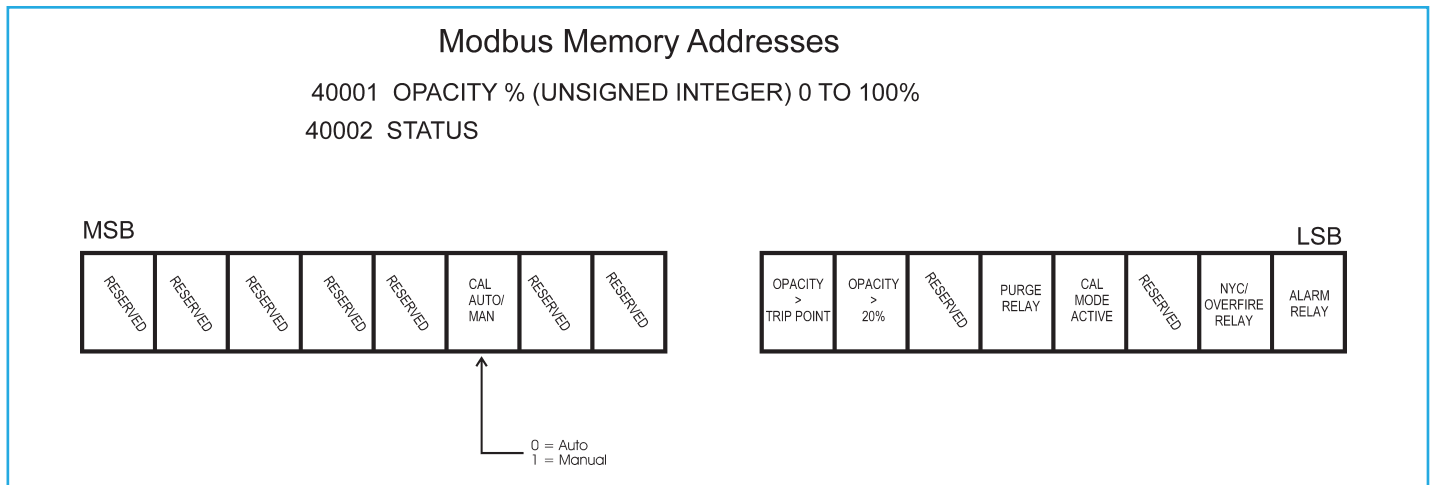 Modbus Memory Addresses
40001 OPACITY % (UNSIGNED INTEGER) 0 TO 100%
40002 STATUS
MSB
LSB
RESERVED
RESERVED
RESERVED
RESERVED
RESERVED
CAL
AUTO/
MAN
RESERVED
RESERVED
OPACITY
>
TRIP POINT
OPACITY
>
20%
RESERVED
PURGE
RELAY
CAL
MODE
ACTIVE
RESERVED
NYC/
OVERFIRE
RELAY
ALARM
RELAY
0 = Auto
1 = Manual